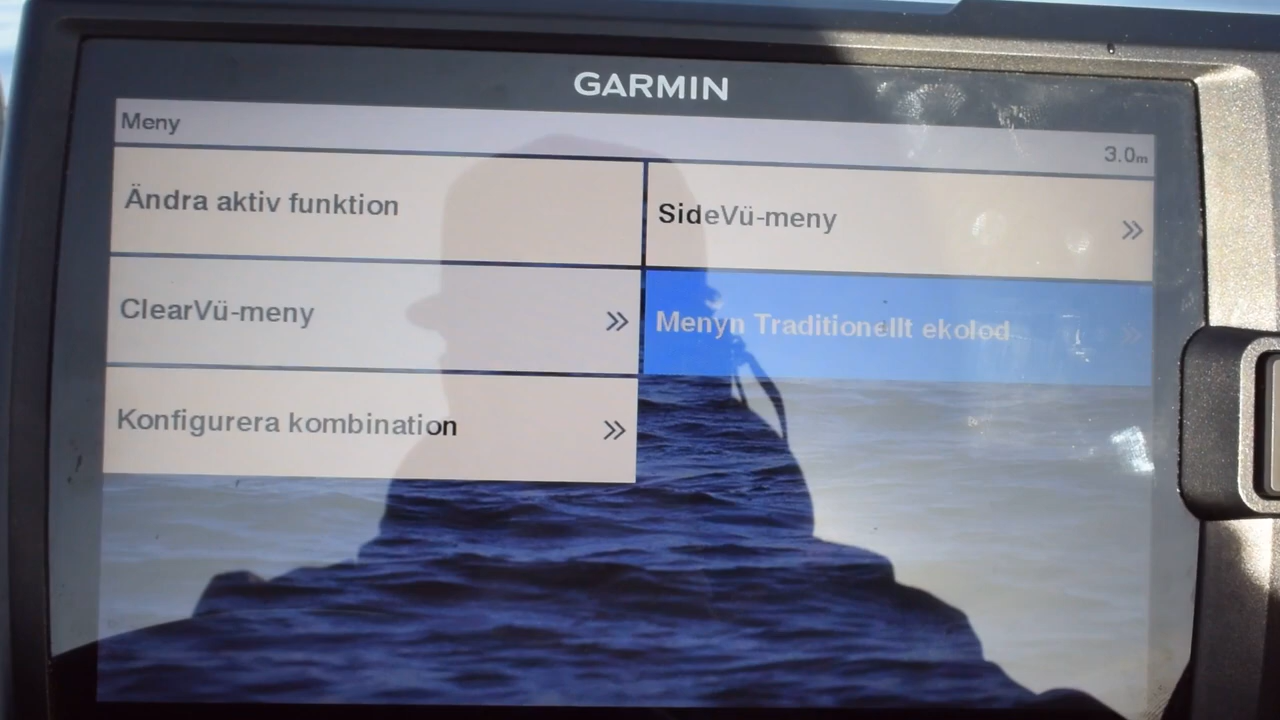 GARMIN
Meny
3.0m
Ändra aktiv funktion
SideVü-meny
ClearVü-meny
Menyn Traditionellt ekolod
Konfigurera kombination